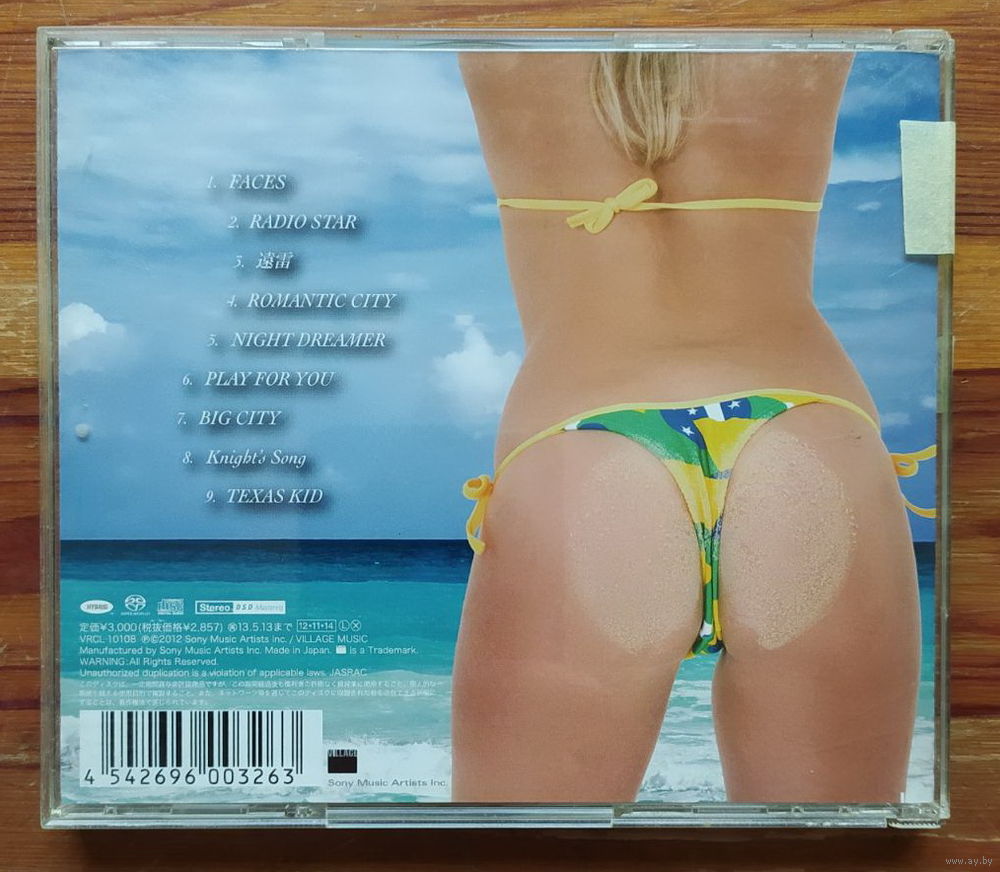 1. FACES
2. RADIO STAR
3. 遠雷
4. ROMANTIC CITY
5. NIGHT DREAMER
6. PLAY FOR YOU
7. BIG CITY
8. Knight's Song
9. TEXAS KID
HYBRID
Stereo DSD Mastering
定価¥3,000(税抜価格¥2,857) 13.5.13まで 12•11•14 Ⓛ Ⓧ
VRCL-10108 ℗©2012 Sony Music Artists Inc. / VILLAGE MUSIC
Manufactured by Sony Music Artists Inc. Made in Japan. is a Trademark.
WARNING: All Rights Reserved.
Unauthorized duplication is a violation of applicable laws. JASRAC
4 542696 003263
VILLAGE
Sony Music Artists Inc.
www.ay.by